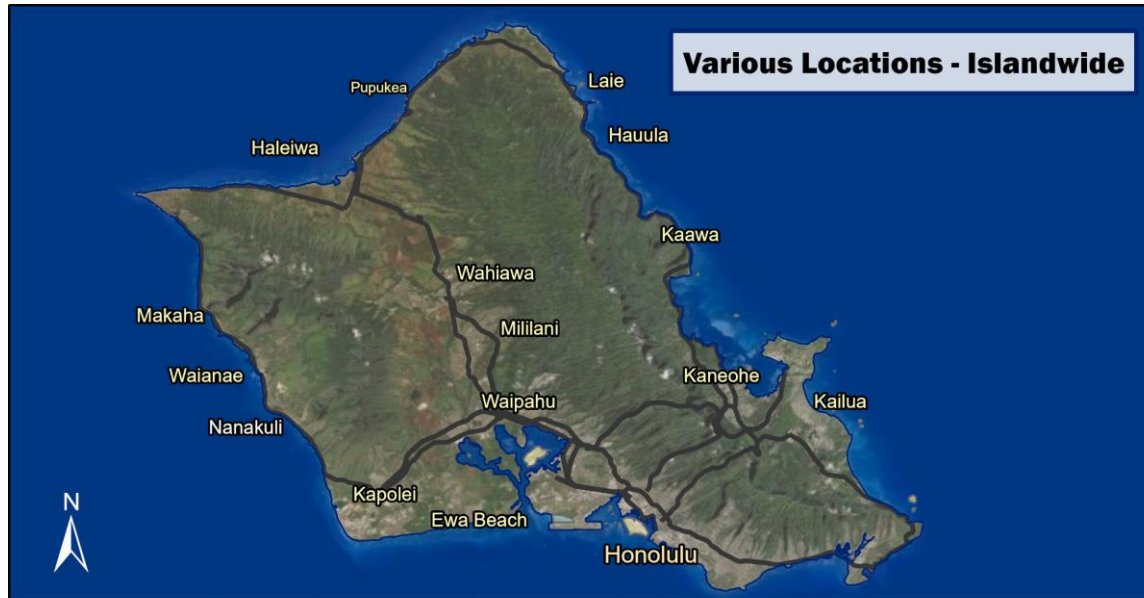 Various Locations - Islandwide
Pupukea
Laie
Hauula
Haleiwa
Kaawa
Wahiawa
Makaha
Mililani
Waianae
Kaneohe
Waipahu
Kailua
Nanakuli
Kapolei
Ewa Beach
Honolulu
N